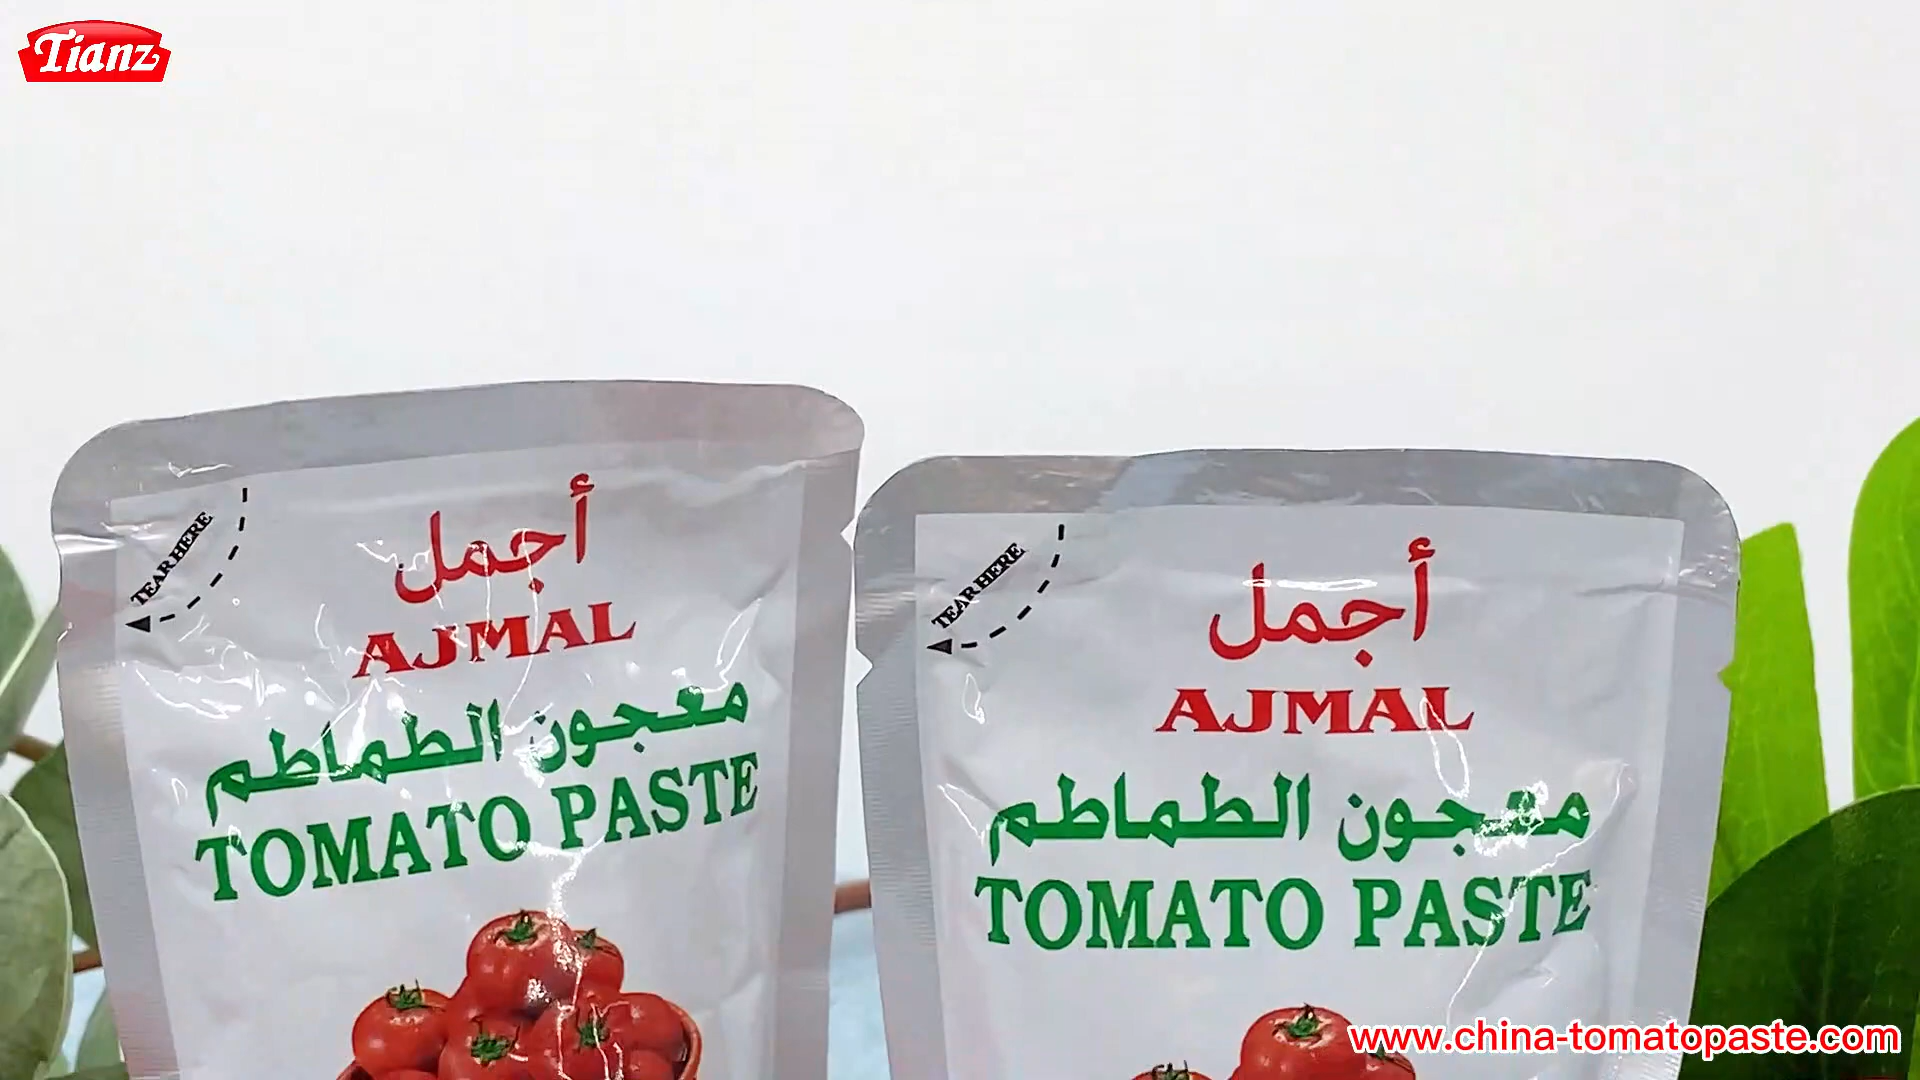 Tianz
TEAR HERE
أجمل
AJMAL
معجون الطماطم
TOMATO PASTE
TEAR HERE
أجمل
AJMAL
معجون الطماطم
TOMATO PASTE
www.china-tomatopaste.com